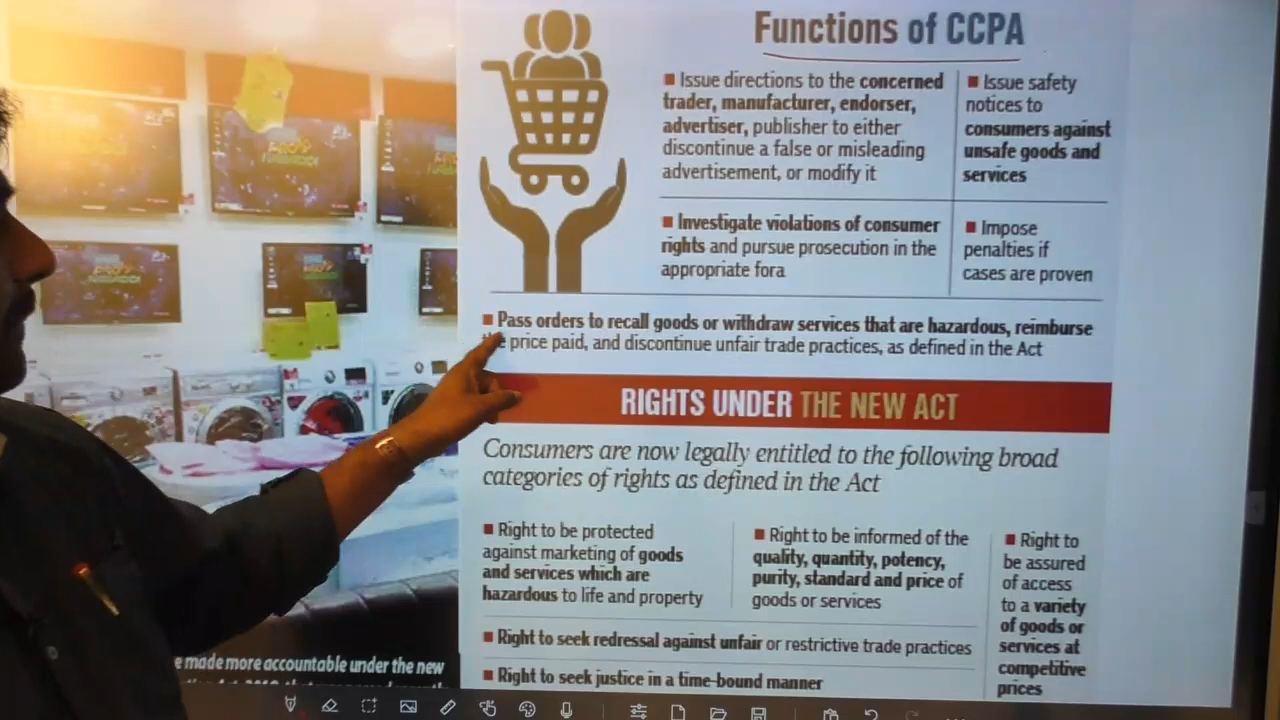 Functions of CCPA
■ Issue directions to the concerned
trader, manufacturer, endorser,
advertiser, publisher to either
discontinue a false or misleading
advertisement, or modify it
■ Issue safety
notices to
consumers against
unsafe goods and
services
■ Investigate violations of consumer
rights and pursue prosecution in the
appropriate fora
■ Impose
penalties if
cases are proven
■ Pass orders to recall goods or withdraw services that are hazardous, reimburse
the price paid, and discontinue unfair trade practices, as defined in the Act
RIGHTS UNDER THE NEW ACT
Consumers are now legally entitled to the following broad
categories of rights as defined in the Act
■ Right to be protected
against marketing of goods
and services which are
hazardous to life and property
■ Right to be informed of the
quality, quantity, potency,
purity, standard and price of
goods or services
■ Right to
be assured
of access
to a variety
of goods or
services at
competitive
prices
■ Right to seek redressal against unfair or restrictive trade practices
■ Right to seek justice in a time-bound manner
e made more accountable under the new